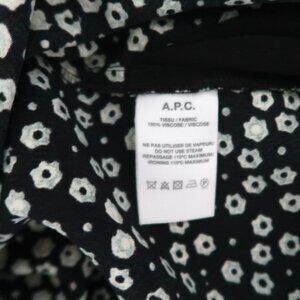 A.P.C.
TISSU / FABRIC
100% VISCOSE / VISCOSE
NE PAS UTILISER DE VAPEUR/
DO NOT USE STEAM
REPASSAGE 110°C MAXIMUM/
IRONING 110°C MAXIMUM